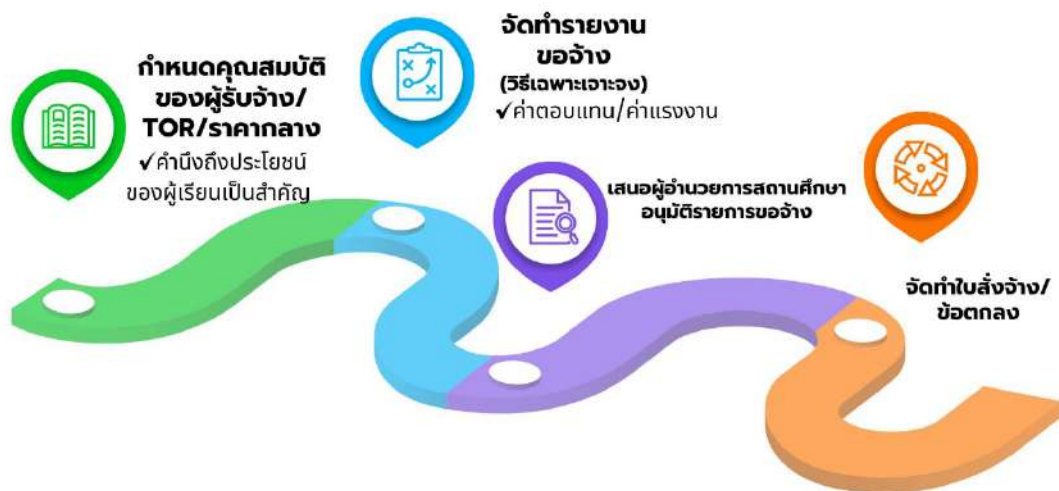 กำหนดคุณสมบัติ
ของผู้รับจ้าง/
TOR/ราคากลาง
✓คำนึงถึงประโยชน์
ของผู้เรียนเป็นสำคัญ
จัดทำรายงาน
ขอจ้าง
(วิธีเฉพาะเจาะจง)
✓ค่าตอบแทน/ค่าแรงงาน
เสนอผู้อำนวยการสถานศึกษา
อนุมัติรายการขอจ้าง
จัดทำใบสั่งจ้าง/
ข้อตกลง